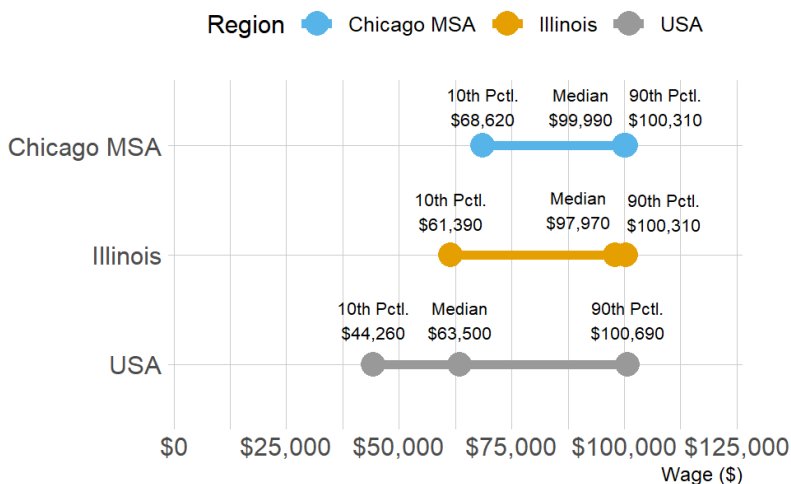 Region Chicago MSA Illinois USA
10th Pctl. Median 90th Pctl.
$68,620 $99,990 $100,310
Chicago MSA
10th Pctl. Median 90th Pctl.
$61,390 $97,970 $100,310
Illinois
10th Pctl. Median 90th Pctl.
$44,260 $63,500 $100,690
USA
$0 $25,000 $50,000 $75,000 $100,000 $125,000
Wage ($)